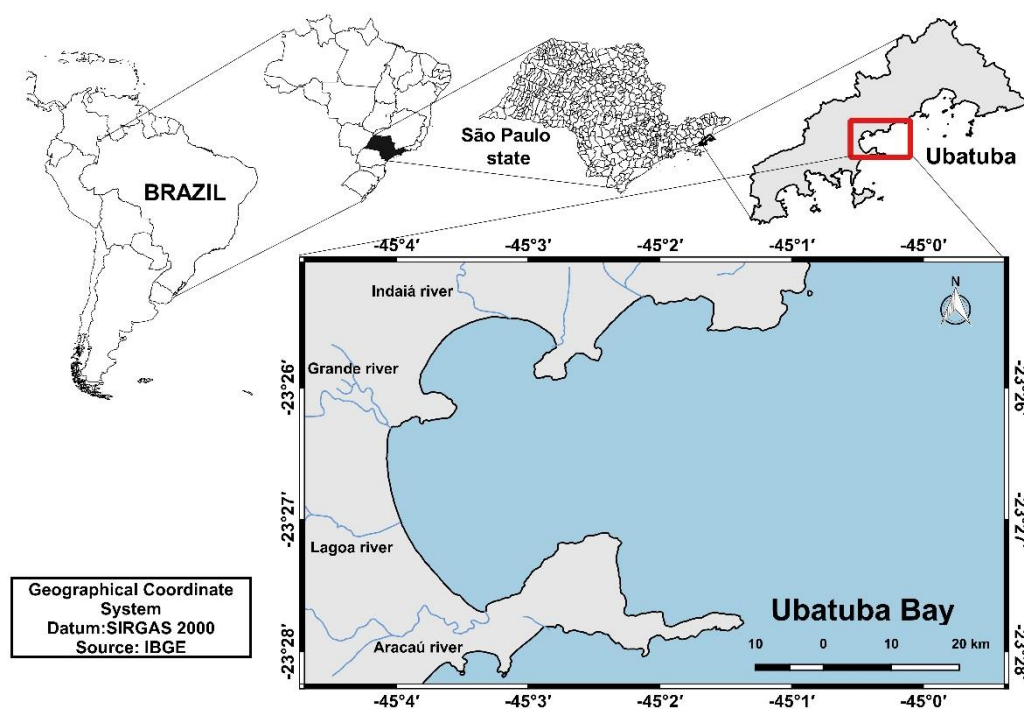 BRAZIL
São Paulo
state
Ubatuba
-45°4′ -45°3′ -45°2′ -45°1′ -45°0′
Indaiá river
N
Grande river
-23°26′
-23°26′
-23°27′
-23°27′
Lagoa river
Geographical Coordinate
System
Datum:SIRGAS 2000
Source: IBGE
Ubatuba Bay
10 0 10 20 km
Aracaú river
-23°28′
-23°28′
-45°4′ -45°3′ -45°2′ -45°1′ -45°0′